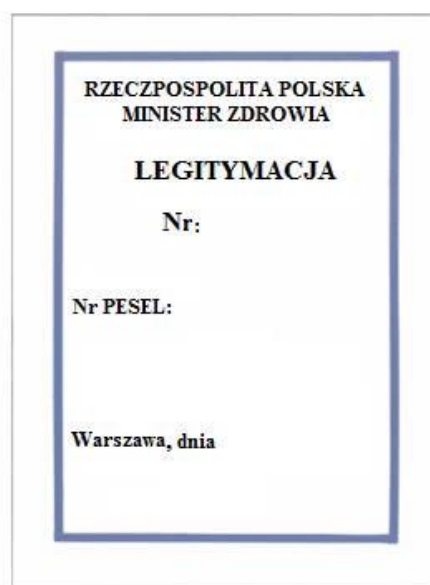 RZECZPOSPOLITA POLSKA
MINISTER ZDROWIA
LEGITYMACJA
Nr:
Nr PESEL:
Warszawa, dnia